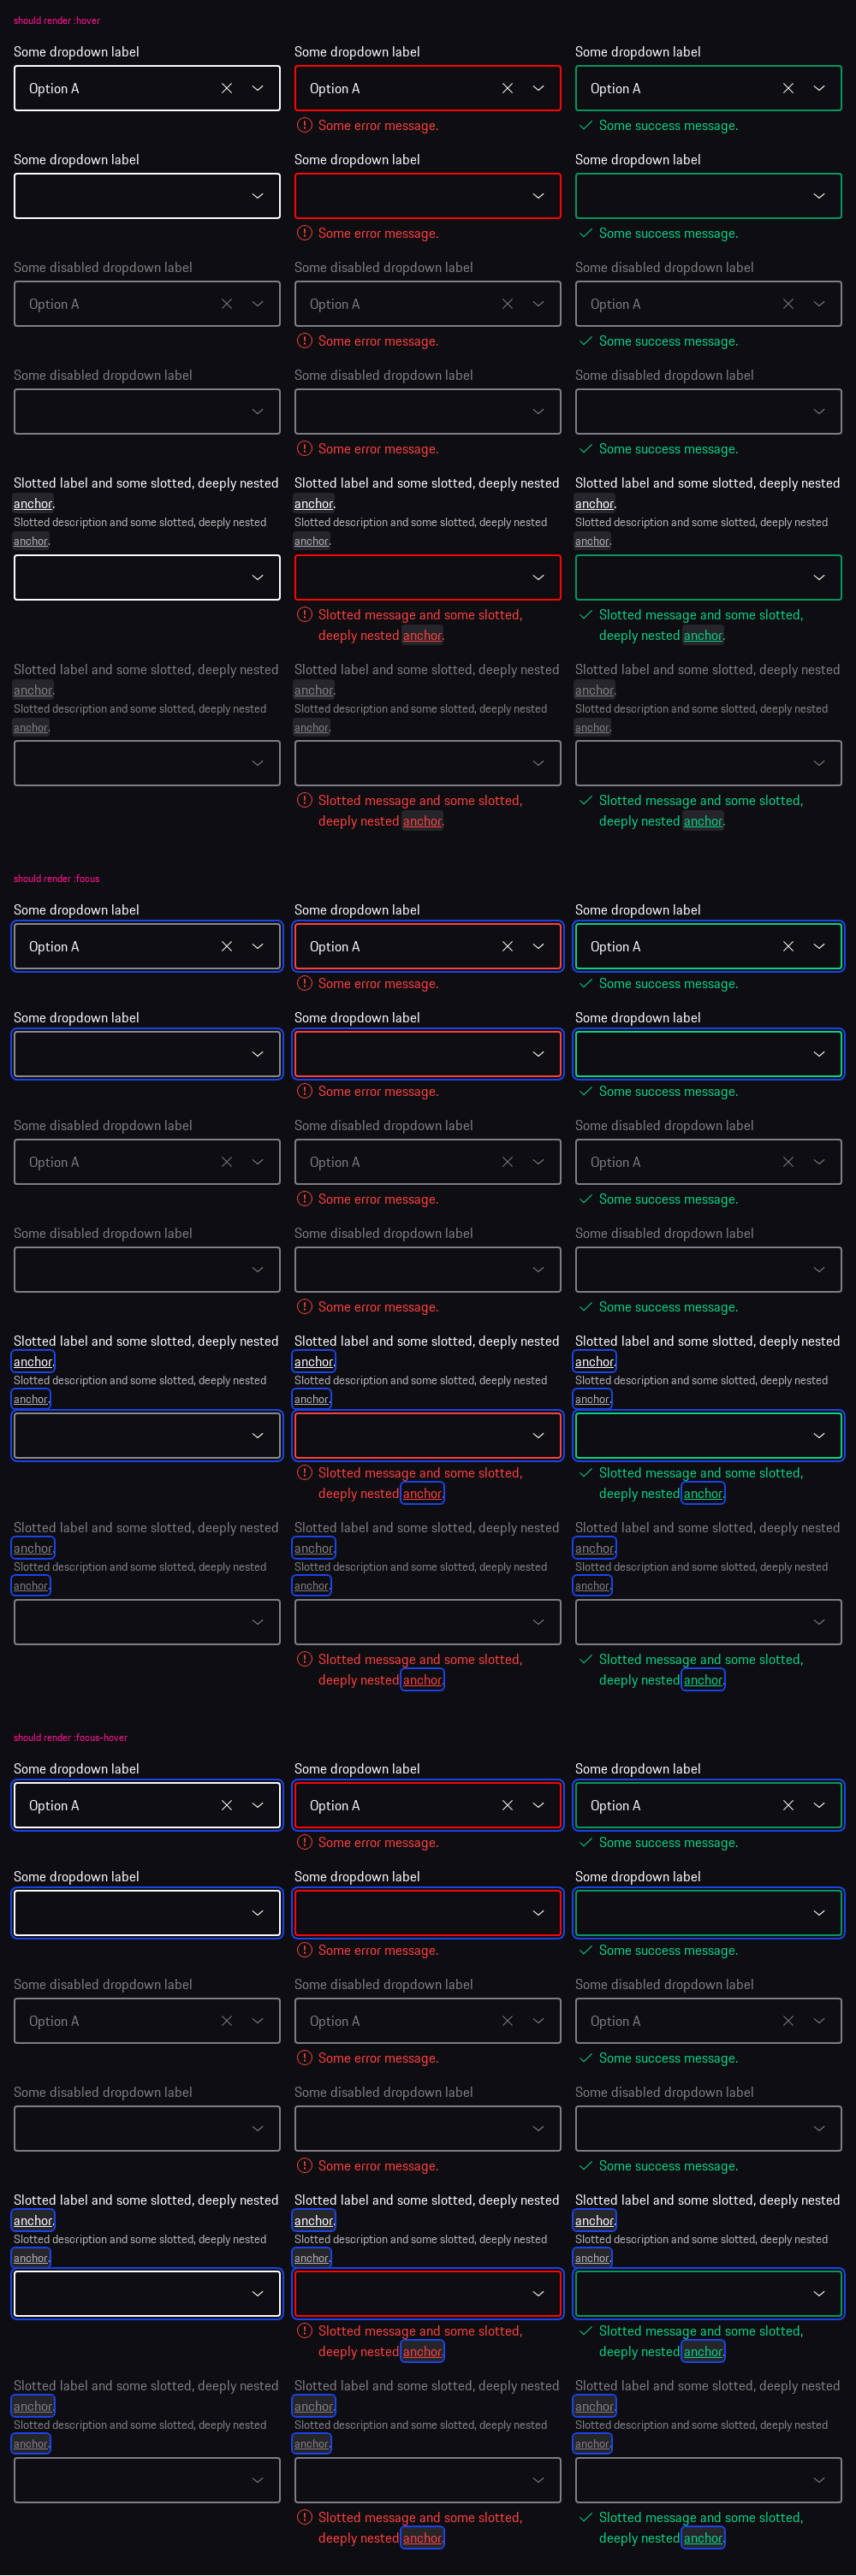 should render :hover
Some dropdown label Some dropdown label Some dropdown label
Option A Option A Option A
Some error message. Some success message.
Some dropdown label Some dropdown label Some dropdown label
Some error message. Some success message.
Some disabled dropdown label Some disabled dropdown label Some disabled dropdown label
Option A Option A Option A
Some error message. Some success message.
Some disabled dropdown label Some disabled dropdown label Some disabled dropdown label
Some error message. Some success message.
Slotted label and some slotted, deeply nested Slotted label and some slotted, deeply nested Slotted label and some slotted, deeply nested
anchor. anchor. anchor.
Slotted description and some slotted, deeply nested Slotted description and some slotted, deeply nested Slotted description and some slotted, deeply nested
anchor. anchor. anchor.
Slotted message and some slotted, Slotted message and some slotted,
deeply nested anchor. deeply nested anchor.
Slotted label and some slotted, deeply nested Slotted label and some slotted, deeply nested Slotted label and some slotted, deeply nested
anchor. anchor. anchor.
Slotted description and some slotted, deeply nested Slotted description and some slotted, deeply nested Slotted description and some slotted, deeply nested
anchor. anchor. anchor.
Slotted message and some slotted, Slotted message and some slotted,
deeply nested anchor. deeply nested anchor.
should render :focus
Some dropdown label Some dropdown label Some dropdown label
Option A Option A Option A
Some error message. Some success message.
Some dropdown label Some dropdown label Some dropdown label
Some error message. Some success message.
Some disabled dropdown label Some disabled dropdown label Some disabled dropdown label
Option A Option A Option A
Some error message. Some success message.
Some disabled dropdown label Some disabled dropdown label Some disabled dropdown label
Some error message. Some success message.
Slotted label and some slotted, deeply nested Slotted label and some slotted, deeply nested Slotted label and some slotted, deeply nested
anchor. anchor. anchor.
Slotted description and some slotted, deeply nested Slotted description and some slotted, deeply nested Slotted description and some slotted, deeply nested
anchor. anchor. anchor.
Slotted message and some slotted, Slotted message and some slotted,
deeply nested anchor. deeply nested anchor.
Slotted label and some slotted, deeply nested Slotted label and some slotted, deeply nested Slotted label and some slotted, deeply nested
anchor. anchor. anchor.
Slotted description and some slotted, deeply nested Slotted description and some slotted, deeply nested Slotted description and some slotted, deeply nested
anchor. anchor. anchor.
Slotted message and some slotted, Slotted message and some slotted,
deeply nested anchor. deeply nested anchor.
should render :focus-hover
Some dropdown label Some dropdown label Some dropdown label
Option A Option A Option A
Some error message. Some success message.
Some dropdown label Some dropdown label Some dropdown label
Some error message. Some success message.
Some disabled dropdown label Some disabled dropdown label Some disabled dropdown label
Option A Option A Option A
Some error message. Some success message.
Some disabled dropdown label Some disabled dropdown label Some disabled dropdown label
Some error message. Some success message.
Slotted label and some slotted, deeply nested Slotted label and some slotted, deeply nested Slotted label and some slotted, deeply nested
anchor. anchor. anchor.
Slotted description and some slotted, deeply nested Slotted description and some slotted, deeply nested Slotted description and some slotted, deeply nested
anchor. anchor. anchor.
Slotted message and some slotted, Slotted message and some slotted,
deeply nested anchor. deeply nested anchor.
Slotted label and some slotted, deeply nested Slotted label and some slotted, deeply nested Slotted label and some slotted, deeply nested
anchor. anchor. anchor.
Slotted description and some slotted, deeply nested Slotted description and some slotted, deeply nested Slotted description and some slotted, deeply nested
anchor. anchor. anchor.
Slotted message and some slotted, Slotted message and some slotted,
deeply nested anchor. deeply nested anchor.